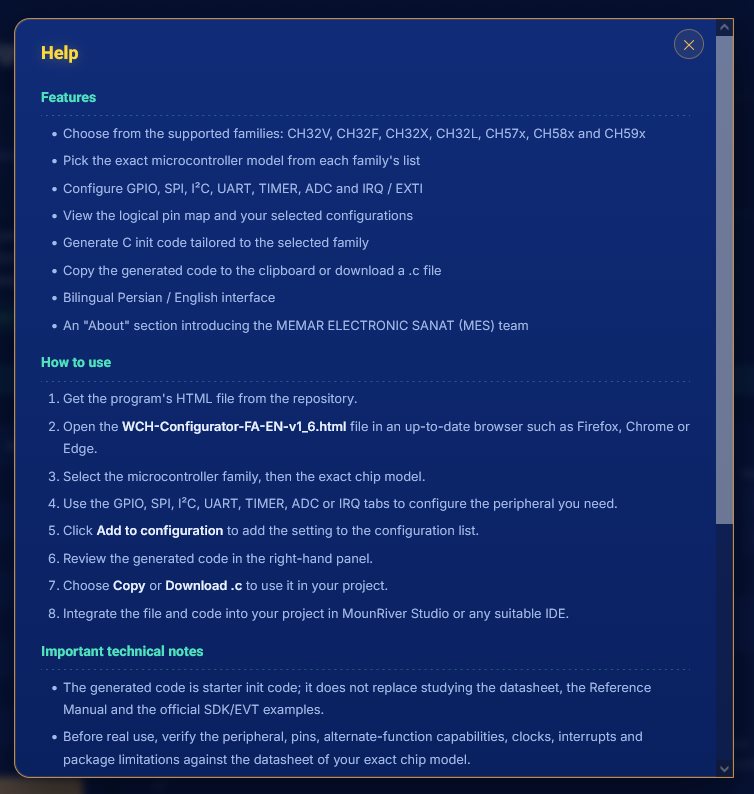 Help
Features
• Choose from the supported families: CH32V, CH32F, CH32X, CH32L, CH57x, CH58x and CH59x
• Pick the exact microcontroller model from each family's list
• Configure GPIO, SPI, I²C, UART, TIMER, ADC and IRQ / EXTI
• View the logical pin map and your selected configurations
• Generate C init code tailored to the selected family
• Copy the generated code to the clipboard or download a .c file
• Bilingual Persian / English interface
• An "About" section introducing the MEMAR ELECTRONIC SANAT (MES) team
How to use
1. Get the program's HTML file from the repository.
2. Open the WCH-Configurator-FA-EN-v1_6.html file in an up-to-date browser such as Firefox, Chrome or
Edge.
3. Select the microcontroller family, then the exact chip model.
4. Use the GPIO, SPI, I²C, UART, TIMER, ADC or IRQ tabs to configure the peripheral you need.
5. Click Add to configuration to add the setting to the configuration list.
6. Review the generated code in the right-hand panel.
7. Choose Copy or Download .c to use it in your project.
8. Integrate the file and code into your project in MounRiver Studio or any suitable IDE.
Important technical notes
• The generated code is starter init code; it does not replace studying the datasheet, the Reference
Manual and the official SDK/EVT examples.
• Before real use, verify the peripheral, pins, alternate-function capabilities, clocks, interrupts and
package limitations against the datasheet of your exact chip model.